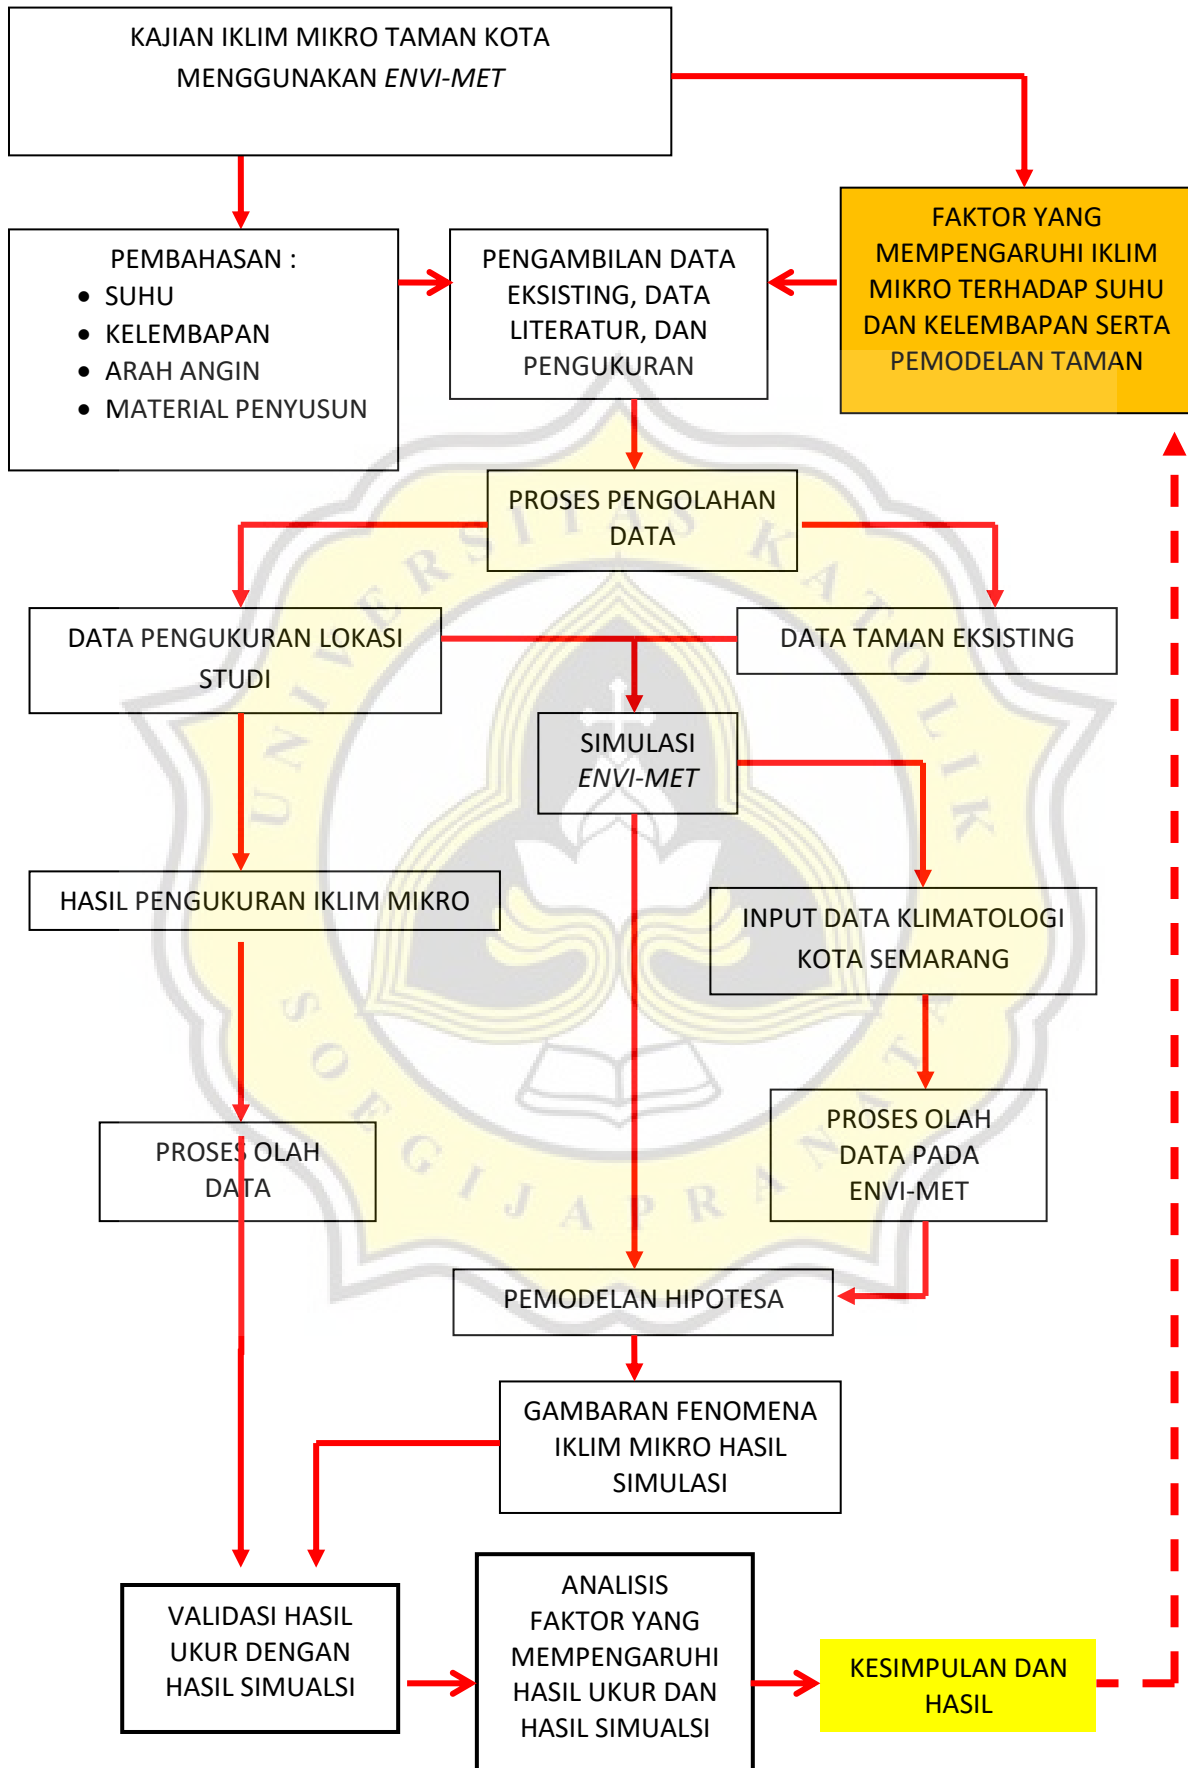 KAJIAN IKLIM MIKRO TAMAN KOTA
MENGGUNAKAN ENVI-MET
PEMBAHASAN :
• SUHU
• KELEMBAPAN
• ARAH ANGIN
• MATERIAL PENYUSUN
PENGAMBILAN DATA
EKSISTING, DATA
LITERATUR, DAN
PENGUKURAN
FAKTOR YANG
MEMPENGARUHI IKLIM
MIKRO TERHADAP SUHU
DAN KELEMBAPAN SERTA
PEMODELAN TAMAN
PROSES PENGOLAHAN
DATA
DATA PENGUKURAN LOKASI
STUDI
DATA TAMAN EKSISTING
SIMULASI
ENVI-MET
HASIL PENGUKURAN IKLIM MIKRO
INPUT DATA KLIMATOLOGI
KOTA SEMARANG
PROSES OLAH
DATA
PROSES OLAH
DATA PADA
ENVI-MET
PEMODELAN HIPOTESA
GAMBARAN FENOMENA
IKLIM MIKRO HASIL
SIMULASI
VALIDASI HASIL
UKUR DENGAN
HASIL SIMUALSI
ANALISIS
FAKTOR YANG
MEMPENGARUHI
HASIL UKUR DAN
HASIL SIMUALSI
KESIMPULAN DAN
HASIL
UNIVERSITAS KATOLIK
SOEGIJAPRANATA